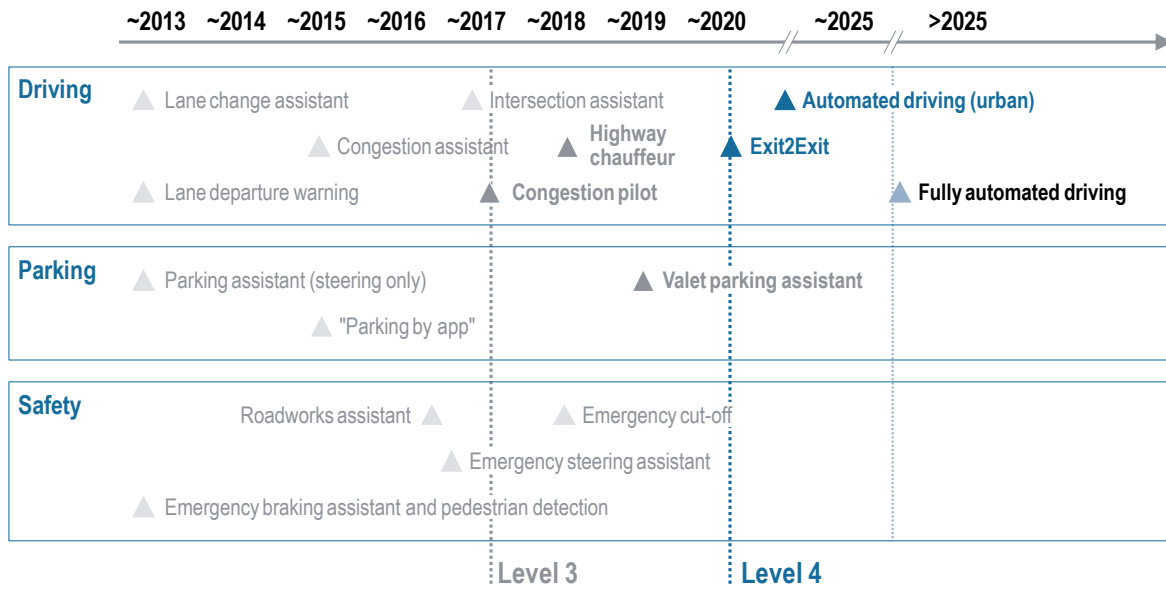 ~2013 ~2014 ~2015 ~2016 ~2017 ~2018 ~2019 ~2020 ~2025 >2025
Driving
Lane change assistant
Intersection assistant
Automated driving (urban)
Congestion assistant
Highway
chauffeur
Exit2Exit
Lane departure warning
Congestion pilot
Fully automated driving
Parking
Parking assistant (steering only)
Valet parking assistant
"Parking by app"
Safety
Roadworks assistant
Emergency cut-off
Emergency steering assistant
Emergency braking assistant and pedestrian detection
Level 3
Level 4